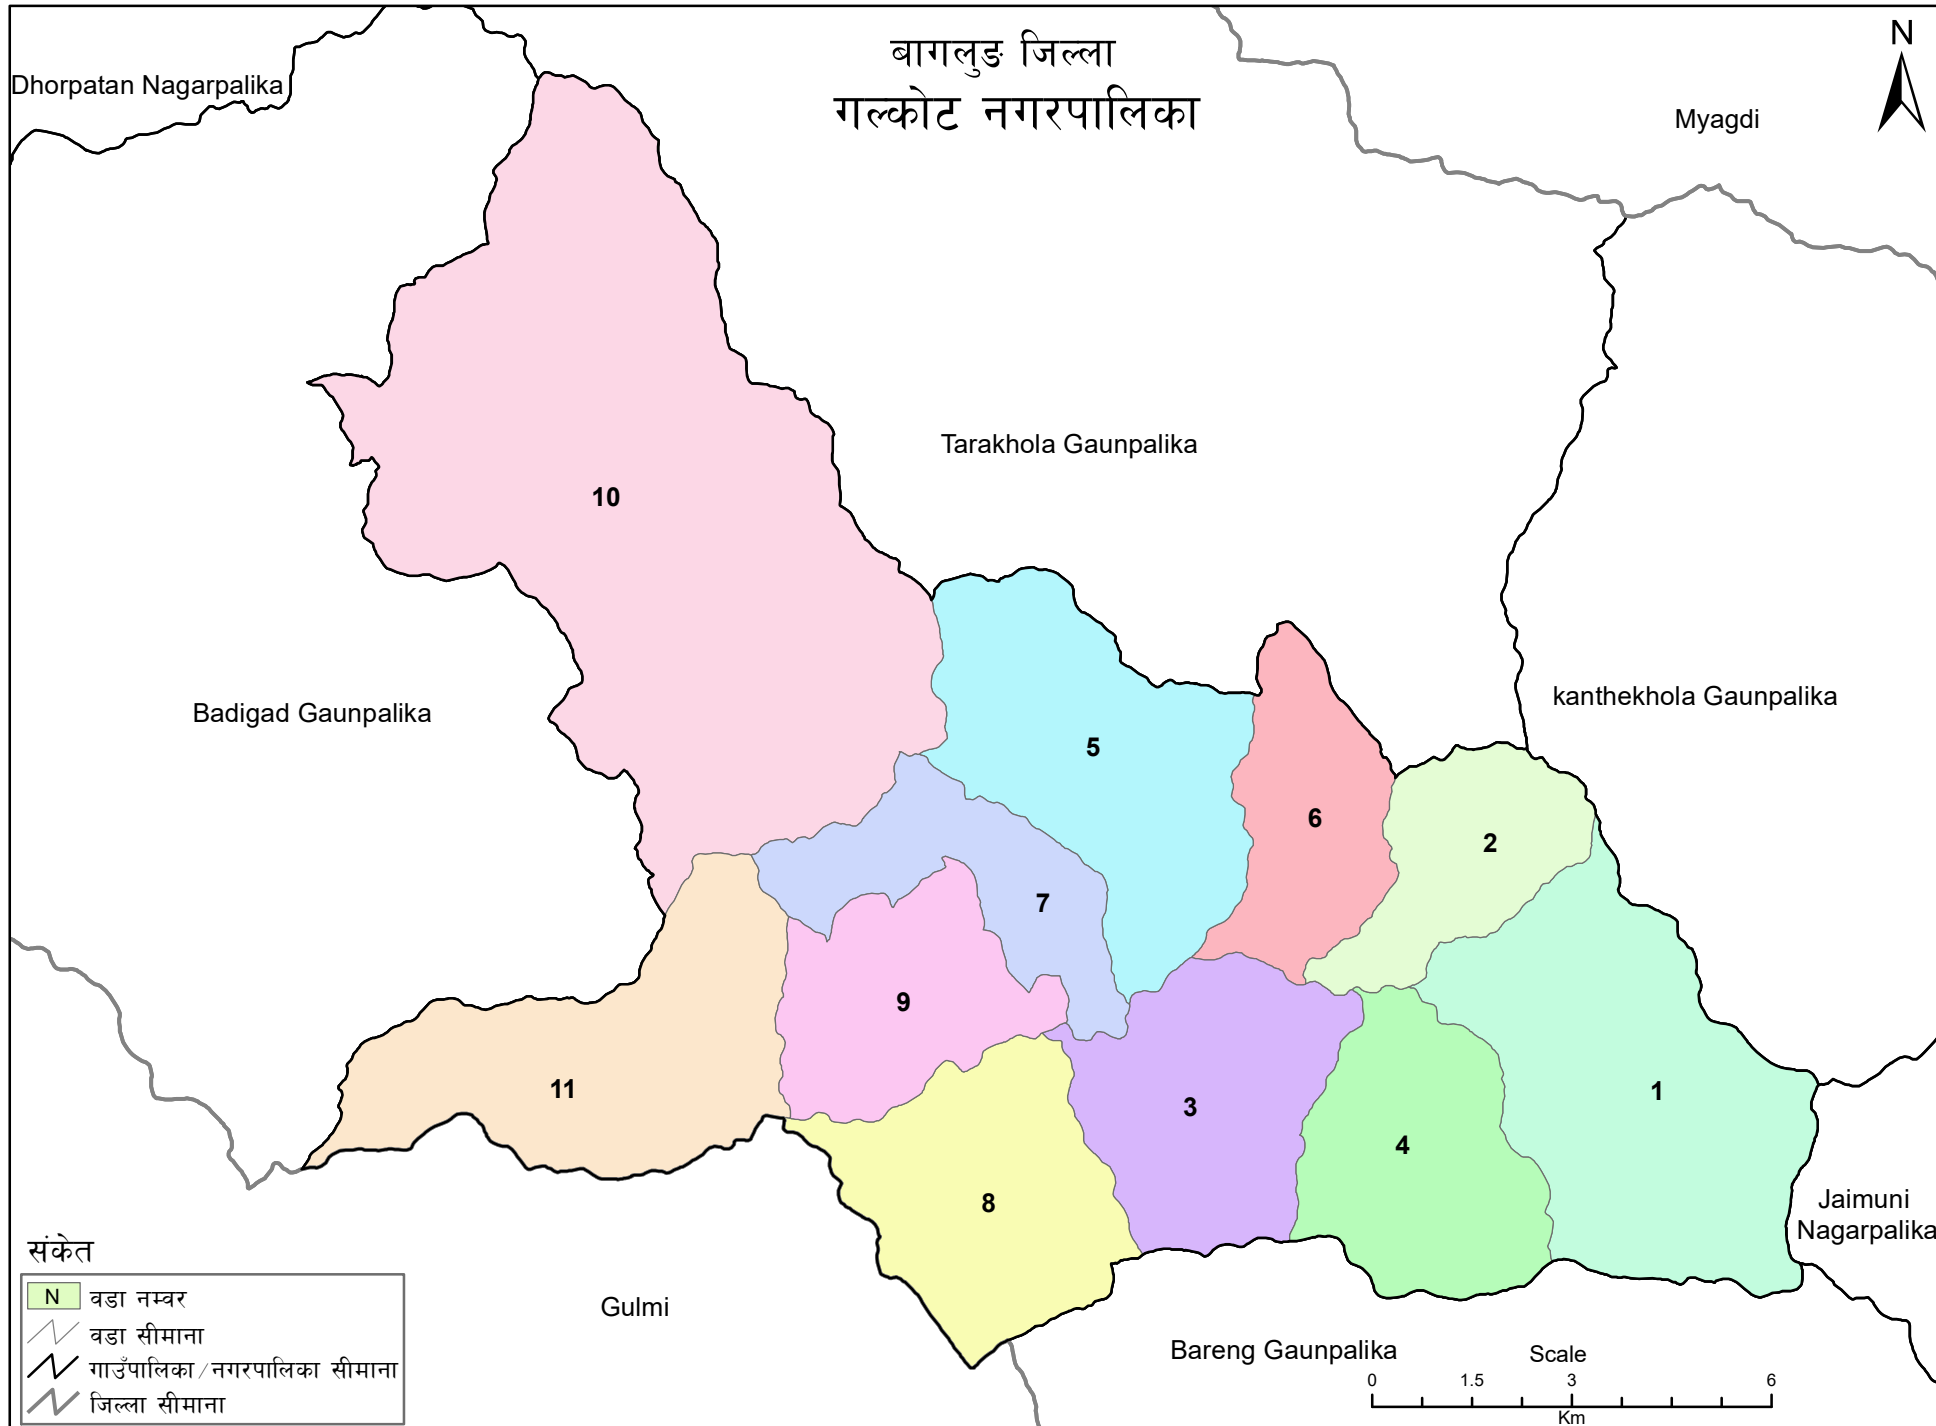 बागलुङ जिल्ला
गल्कोट नगरपालिका
N
Dhorpatan Nagarpalika
Myagdi
Tarakhola Gaunpalika
10
kanthekhola Gaunpalika
Badigad Gaunpalika
5
6
2
7
9
11
3
1
4
8
Jaimuni
Nagarpalika
संकेत
N वडा नम्वर
वडा सीमाना
गाउँपालिका/नगरपालिका सीमाना
जिल्ला सीमाना
Gulmi
Bareng Gaunpalika
Scale
0 1.5 3 6
Km